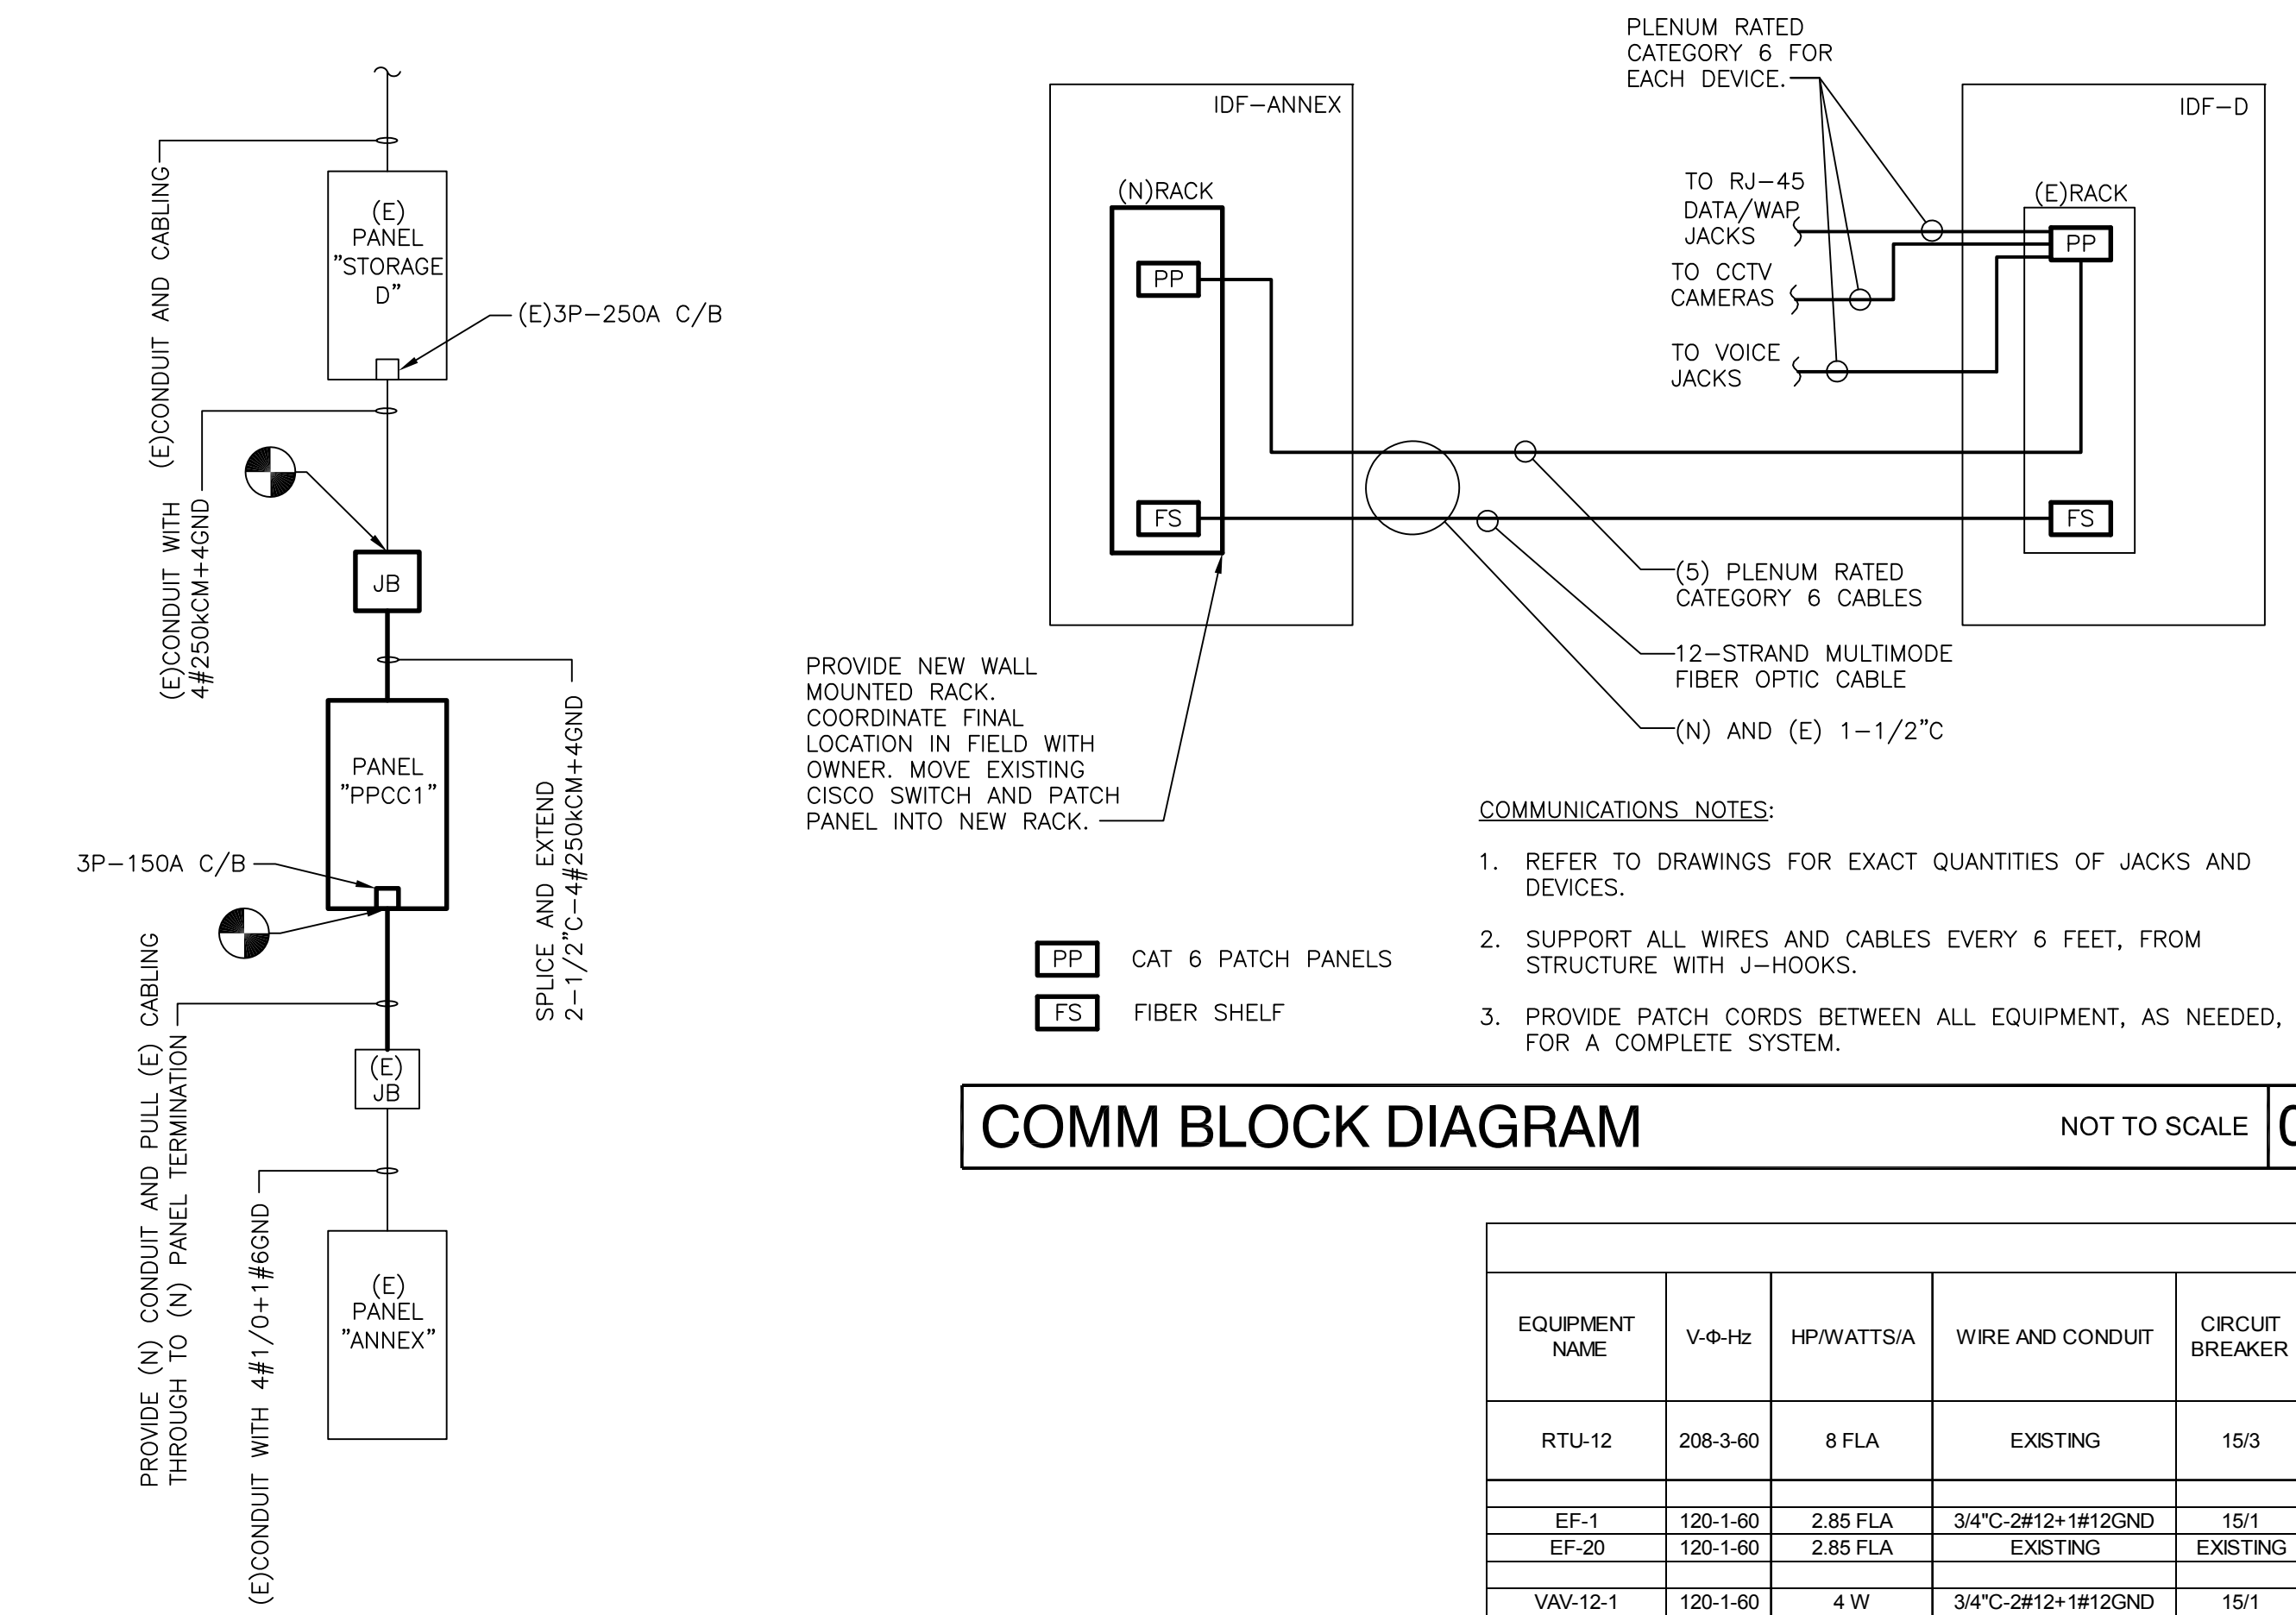 (E)CONDUIT AND CABLING
(E)
PANEL
"STORAGE
D"
(E)3P-250A C/B
(E)CONDUIT WITH
4#250kCM+4GND
JB
SPLICE AND EXTEND
2-1/2"C-4#250kCM+4GND
PANEL
"PPCC1"
3P-150A C/B
PROVIDE (N) CONDUIT AND PULL (E) CABLING
THROUGH TO (N) PANEL TERMINATION
(E)
JB
(E)CONDUIT WITH 4#1/0+1#6GND
(E)
PANEL
"ANNEX"
IDF-ANNEX
(N)RACK
PP
FS
PROVIDE NEW WALL
MOUNTED RACK.
COORDINATE FINAL
LOCATION IN FIELD WITH
OWNER. MOVE EXISTING
CISCO SWITCH AND PATCH
PANEL INTO NEW RACK.
PLENUM RATED
CATEGORY 6 FOR
EACH DEVICE.
TO RJ-45
DATA/WAP
JACKS
TO CCTV
CAMERAS
TO VOICE
JACKS
IDF-D
(E)RACK
PP
FS
(5) PLENUM RATED
CATEGORY 6 CABLES
12-STRAND MULTIMODE
FIBER OPTIC CABLE
(N) AND (E) 1-1/2"C
PP CAT 6 PATCH PANELS
FS FIBER SHELF
COMMUNICATIONS NOTES:
1. REFER TO DRAWINGS FOR EXACT QUANTITIES OF JACKS AND
DEVICES.
2. SUPPORT ALL WIRES AND CABLES EVERY 6 FEET, FROM
STRUCTURE WITH J-HOOKS.
3. PROVIDE PATCH CORDS BETWEEN ALL EQUIPMENT, AS NEEDED,
FOR A COMPLETE SYSTEM.
COMM BLOCK DIAGRAM NOT TO SCALE
EQUIPMENT NAME V-Φ-Hz HP/WATTS/A WIRE AND CONDUIT CIRCUIT BREAKER
RTU-12 208-3-60 8 FLA EXISTING 15/3
EF-1 120-1-60 2.85 FLA 3/4"C-2#12+1#12GND 15/1
EF-20 120-1-60 2.85 FLA EXISTING EXISTING
VAV-12-1 120-1-60 4 W 3/4"C-2#12+1#12GND 15/1